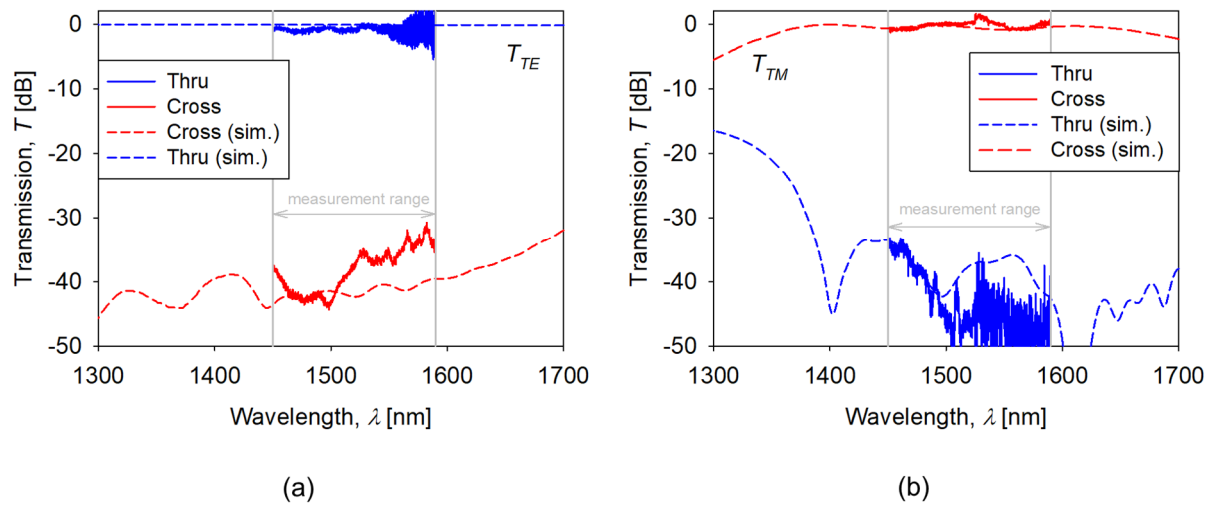 0
-10
-20
-30
-40
-50
Transmission, T [dB]
T_TE
Thru
Cross
Cross (sim.)
Thru (sim.)
measurement range
1300 1400 1500 1600 1700
Wavelength, λ [nm]
(a)
0
-10
-20
-30
-40
-50
Transmission, T [dB]
T_TM
Thru
Cross
Thru (sim.)
Cross (sim.)
measurement range
1300 1400 1500 1600 1700
Wavelength, λ [nm]
(b)